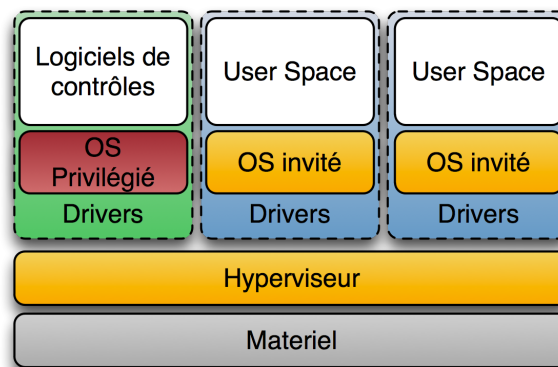 Logiciels de
contrôles
OS
Privilégié
Drivers
User Space
OS invité
Drivers
User Space
OS invité
Drivers
Hyperviseur
Materiel